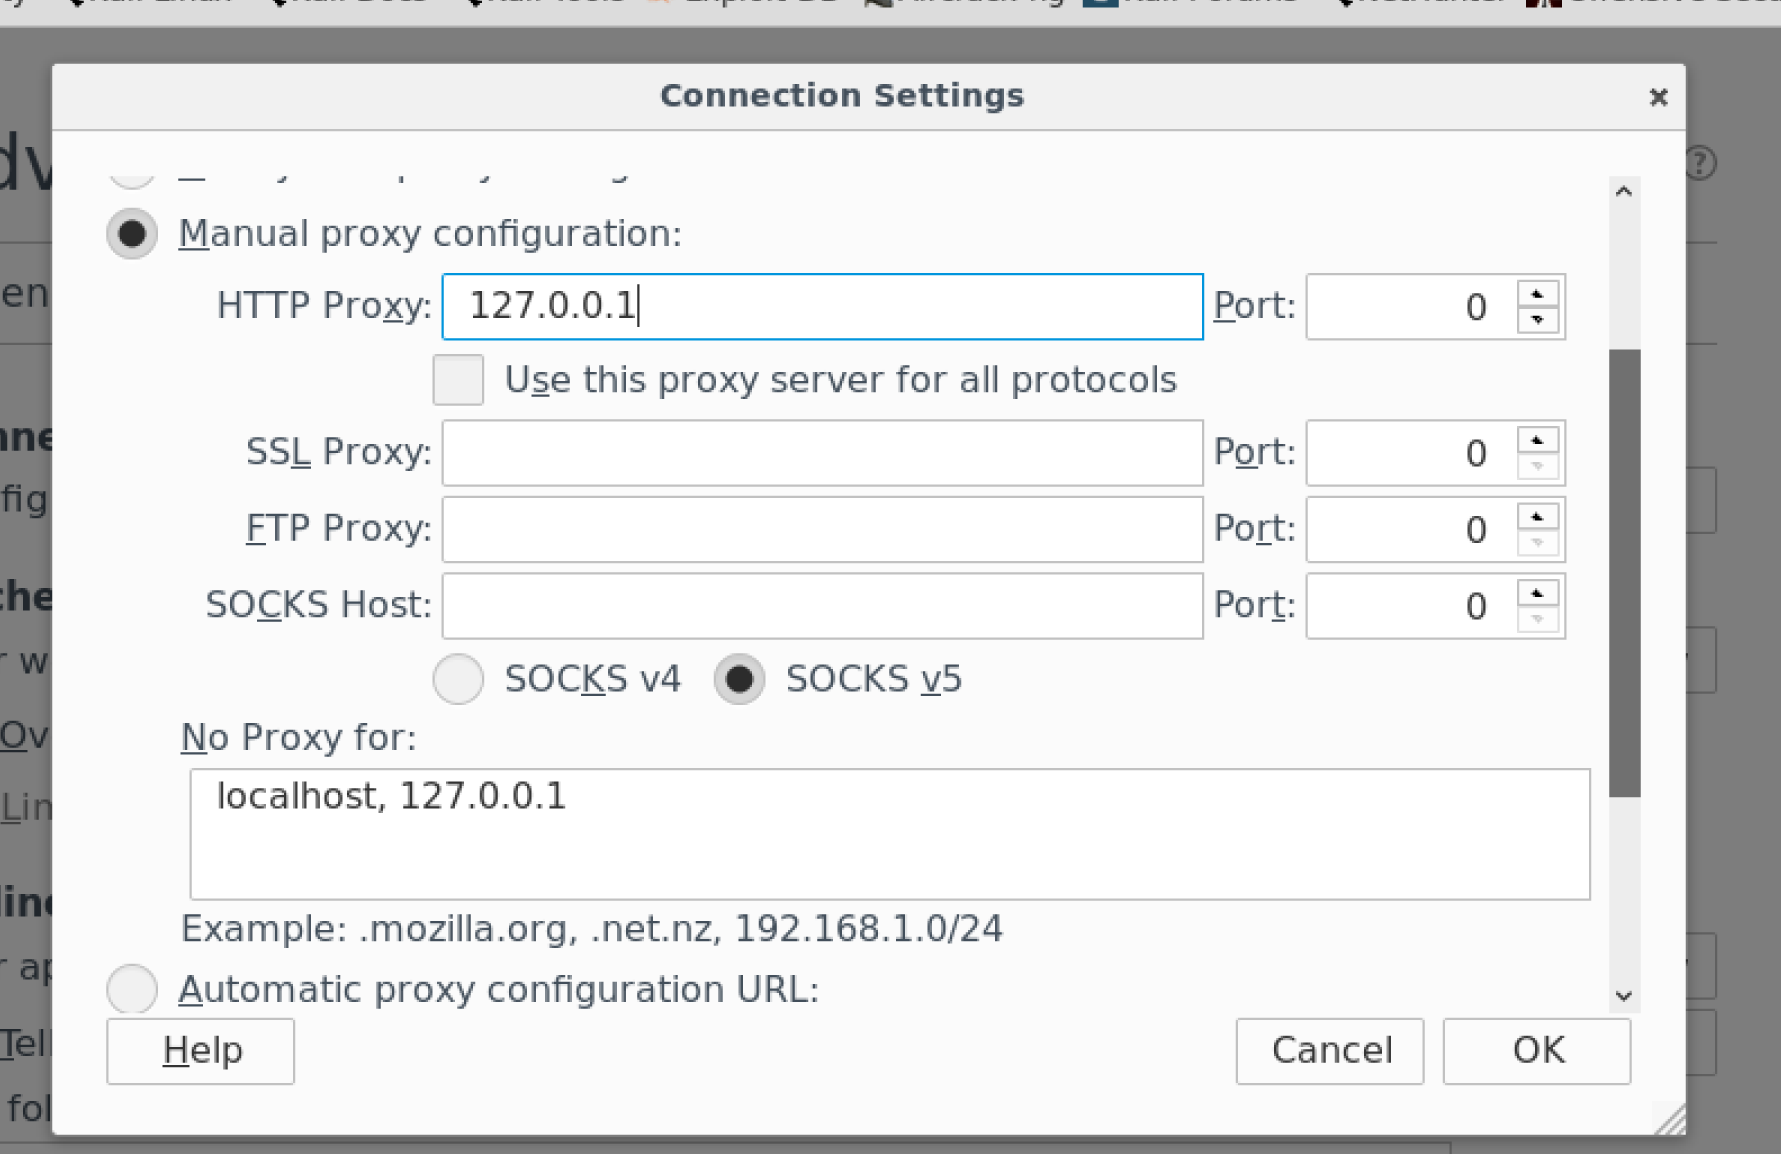 Connection Settings
Manual proxy configuration:
HTTP Proxy: 127.0.0.1 Port: 0
Use this proxy server for all protocols
SSL Proxy: Port: 0
FTP Proxy: Port: 0
SOCKS Host: Port: 0
SOCKS v4 SOCKS v5
No Proxy for:
localhost, 127.0.0.1
Example: .mozilla.org, .net.nz, 192.168.1.0/24
Automatic proxy configuration URL:
Help Cancel OK